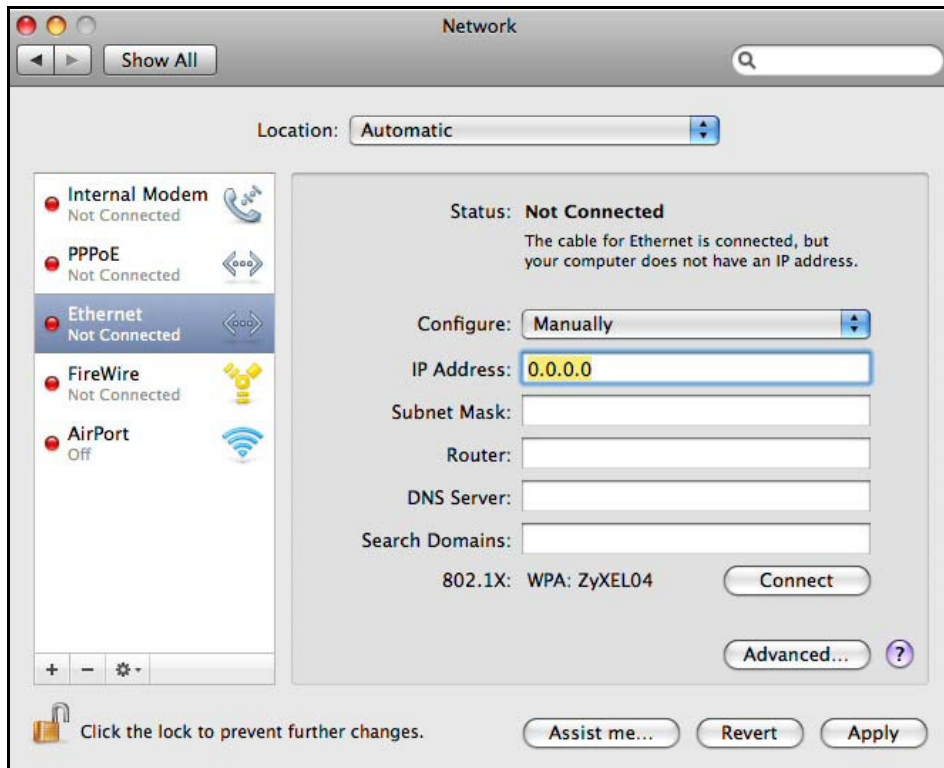 Network
Show All
Location: Automatic
Internal Modem
Not Connected
PPPoE
Not Connected
Ethernet
Not Connected
FireWire
Not Connected
AirPort
Off
Status: Not Connected
The cable for Ethernet is connected, but
your computer does not have an IP address.
Configure: Manually
IP Address: 0.0.0.0
Subnet Mask:
Router:
DNS Server:
Search Domains:
802.1X: WPA: ZyXEL04 Connect
Advanced... ?
+ −
Click the lock to prevent further changes.
Assist me... Revert Apply